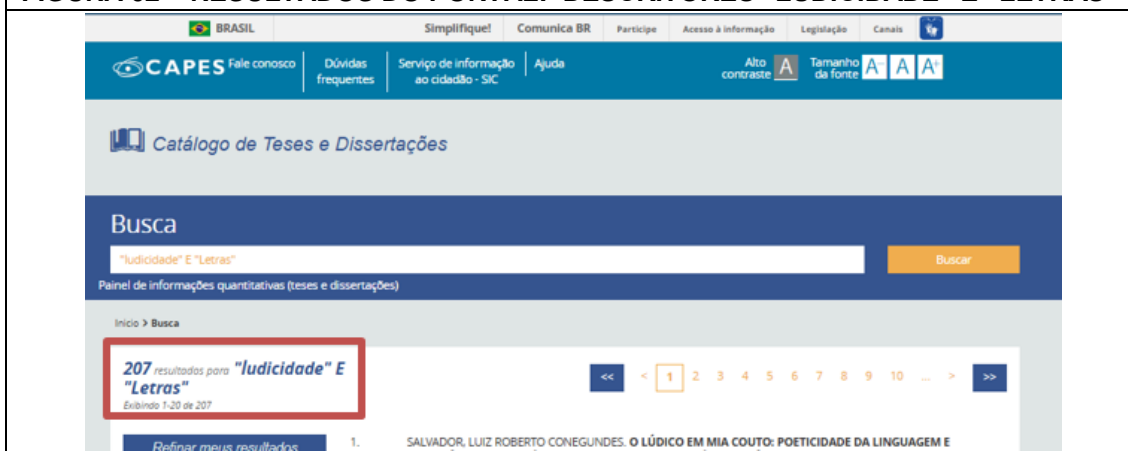 BRASIL Simplifique! Comunica BR Participe Acesso à informação Legislação Canais
CAPES Fale conosco Dúvidas frequentes Serviço de informação ao cidadão - SIC Ajuda Alto contraste A Tamanho da fonte A- A A+
Catálogo de Teses e Dissertações
Busca
"ludicidade" E "Letras" Buscar
Painel de informações quantitativas (teses e dissertações)
Início > Busca
207 resultados para "ludicidade" E
"Letras"
Exibindo 1-20 de 207
<< < 1 2 3 4 5 6 7 8 9 10 ... > >>
Refinar meus resultados
1. SALVADOR, LUIZ ROBERTO CONEGUNDES. O LÚDICO EM MIA COUTO: POETICIDADE DA LINGUAGEM E